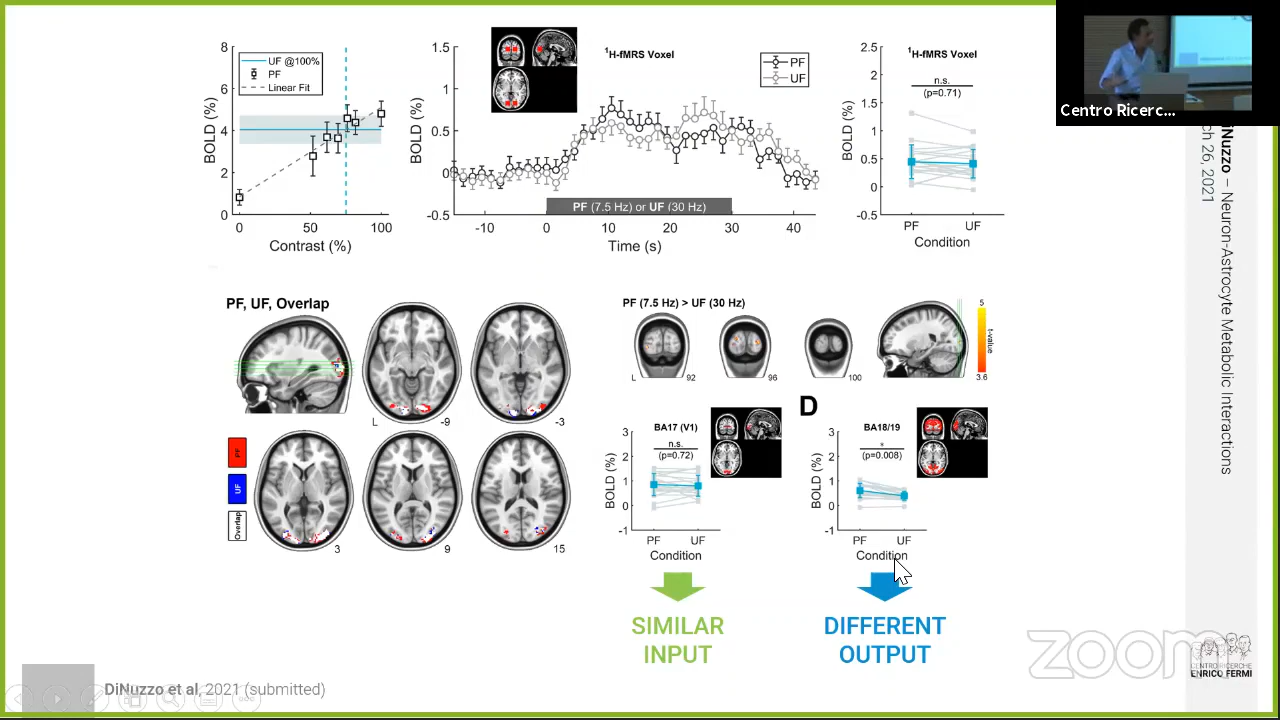 8
6
4
2
0
BOLD (%)
UF @100%
PF
Linear Fit
0
50
100
Contrast (%)
1.5
1
0.5
0
-0.5
BOLD (%)
¹H-fMRS Voxel
PF
UF
PF (7.5 Hz) or UF (30 Hz)
-10
0
10
20
30
40
Time (s)
2.5
2
1.5
1
0.5
0
-0.5
BOLD (%)
¹H-fMRS Voxel
n.s.
(p=0.71)
PF
UF
Condition
Centro Ricerc...
PF, UF, Overlap
L
-9
-3
PF
UF
Overlap
3
9
15
PF (7.5 Hz) > UF (30 Hz)
L
92
96
100
5
t-value
3.6
BA17 (V1)
n.s.
(p=0.72)
3
2
1
0
-1
BOLD (%)
PF
UF
Condition
D
BA18/19
*
(p=0.008)
3
2
1
0
-1
BOLD (%)
PF
UF
Condition
SIMILAR
INPUT
DIFFERENT
OUTPUT
iNuzzo – Neuron-Astrocyte Metabolic Interactions
ch 26, 2021
zoom
CENTRO RICERCHE
ENRICO FERMI
DiNuzzo et al, 2021 (submitted)